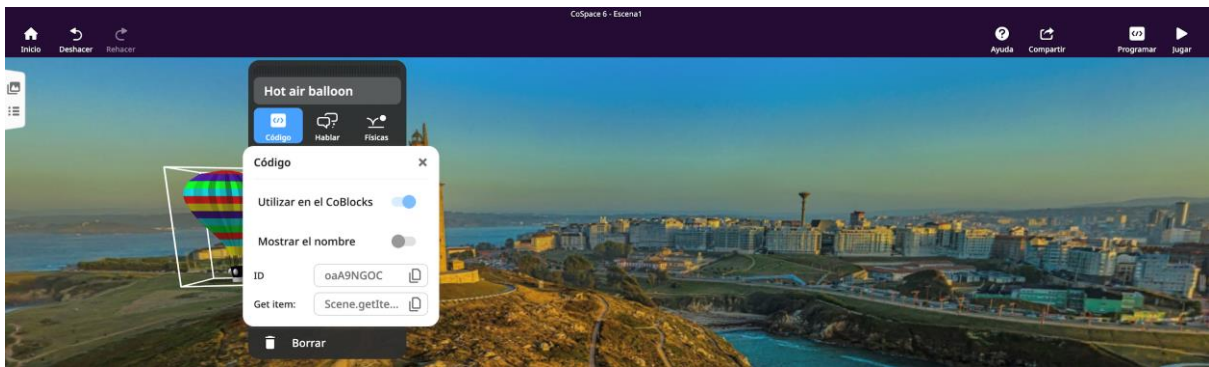 CoSpace 6 - Escena1
Inicio Deshacer Rehacer
Ayuda Compartir Programar Jugar
Hot air balloon
Código Hablar Físicas
Código
Utilizar en el CoBlocks
Mostrar el nombre
ID oaA9NGOC
Get item: Scene.getIte...
Borrar